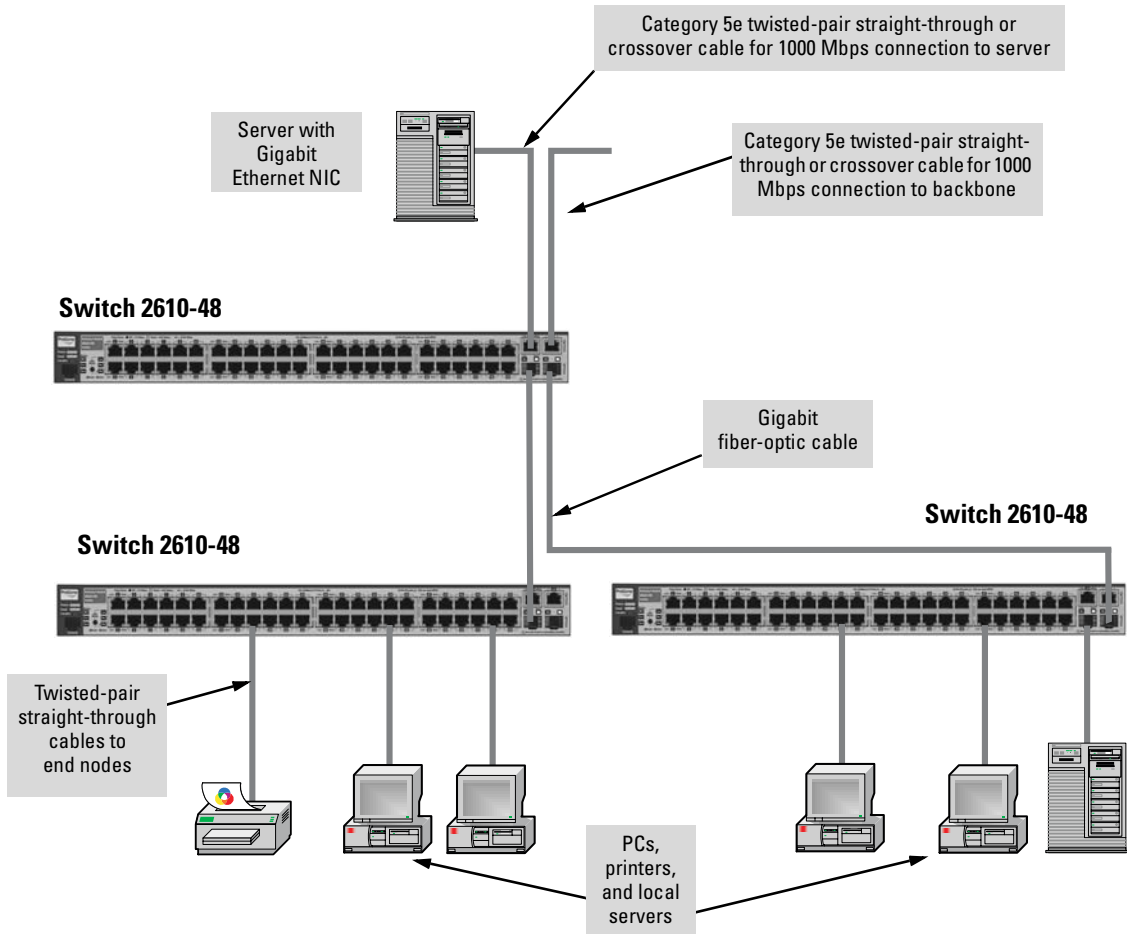 Category 5e twisted-pair straight-through or
crossover cable for 1000 Mbps connection to server
Server with
Gigabit
Ethernet NIC
Category 5e twisted-pair straight-
through or crossover cable for 1000
Mbps connection to backbone
Switch 2610-48
Gigabit
fiber-optic cable
Switch 2610-48
Switch 2610-48
Twisted-pair
straight-through
cables to
end nodes
PCs,
printers,
and local
servers